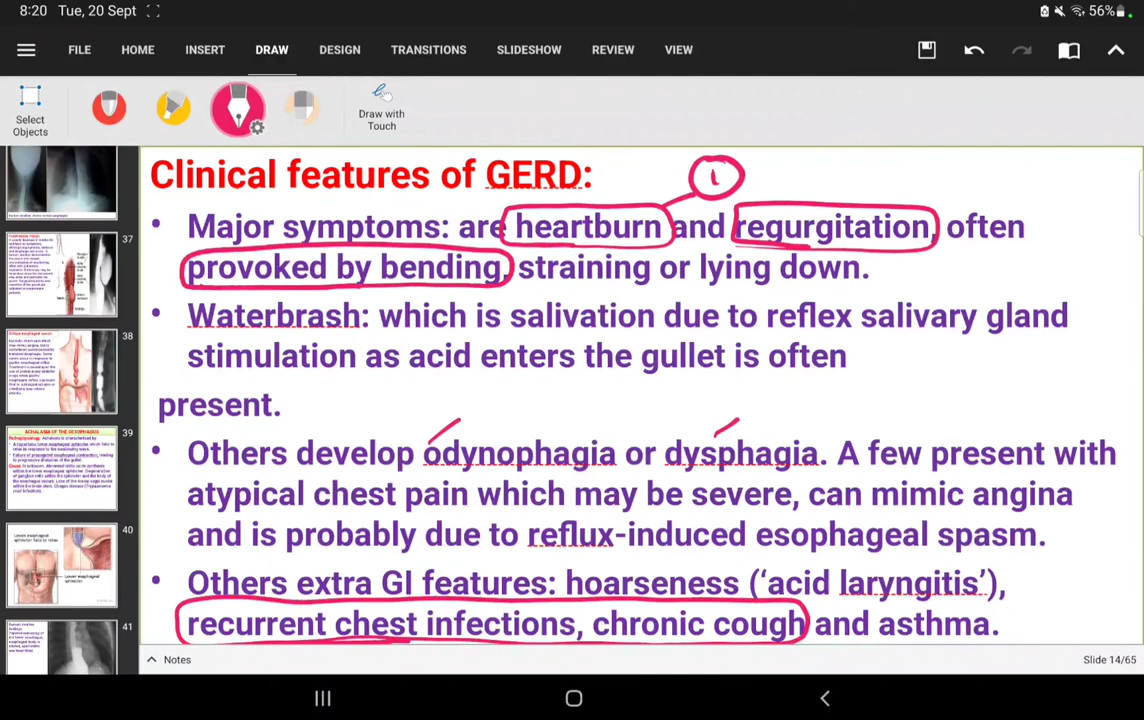 8:20 Tue, 20 Sept 56%
FILE HOME INSERT DRAW DESIGN TRANSITIONS SLIDESHOW REVIEW VIEW
Select
Objects
Draw with
Touch
Clinical features of GERD:
1
• Major symptoms: are heartburn and regurgitation, often
provoked by bending, straining or lying down.
• Waterbrash: which is salivation due to reflex salivary gland
stimulation as acid enters the gullet is often
present.
• Others develop odynophagia or dysphagia. A few present with
atypical chest pain which may be severe, can mimic angina
and is probably due to reflux-induced esophageal spasm.
• Others extra GI features: hoarseness (‘acid laryngitis’),
recurrent chest infections, chronic cough and asthma.
37
38
39
ACHALASIA OF THE OESOPHAGUS
40
41
Notes
Slide 14/65